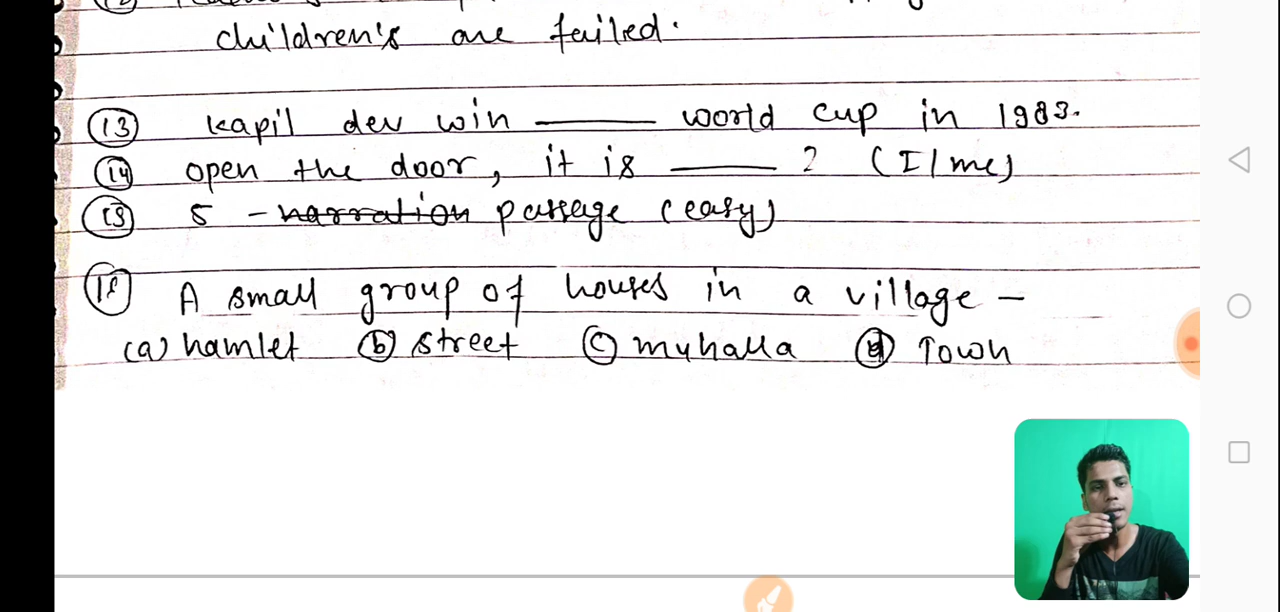 children's are failed.
(13) kapil dev win ——— world cup in 1983.
(14) open the door, it is ——— ? (I/me)
(15) 5 - narration passage (easy)
A small group of houses in a village –
(a) hamlet (b) street (c) muhalla (d) Town